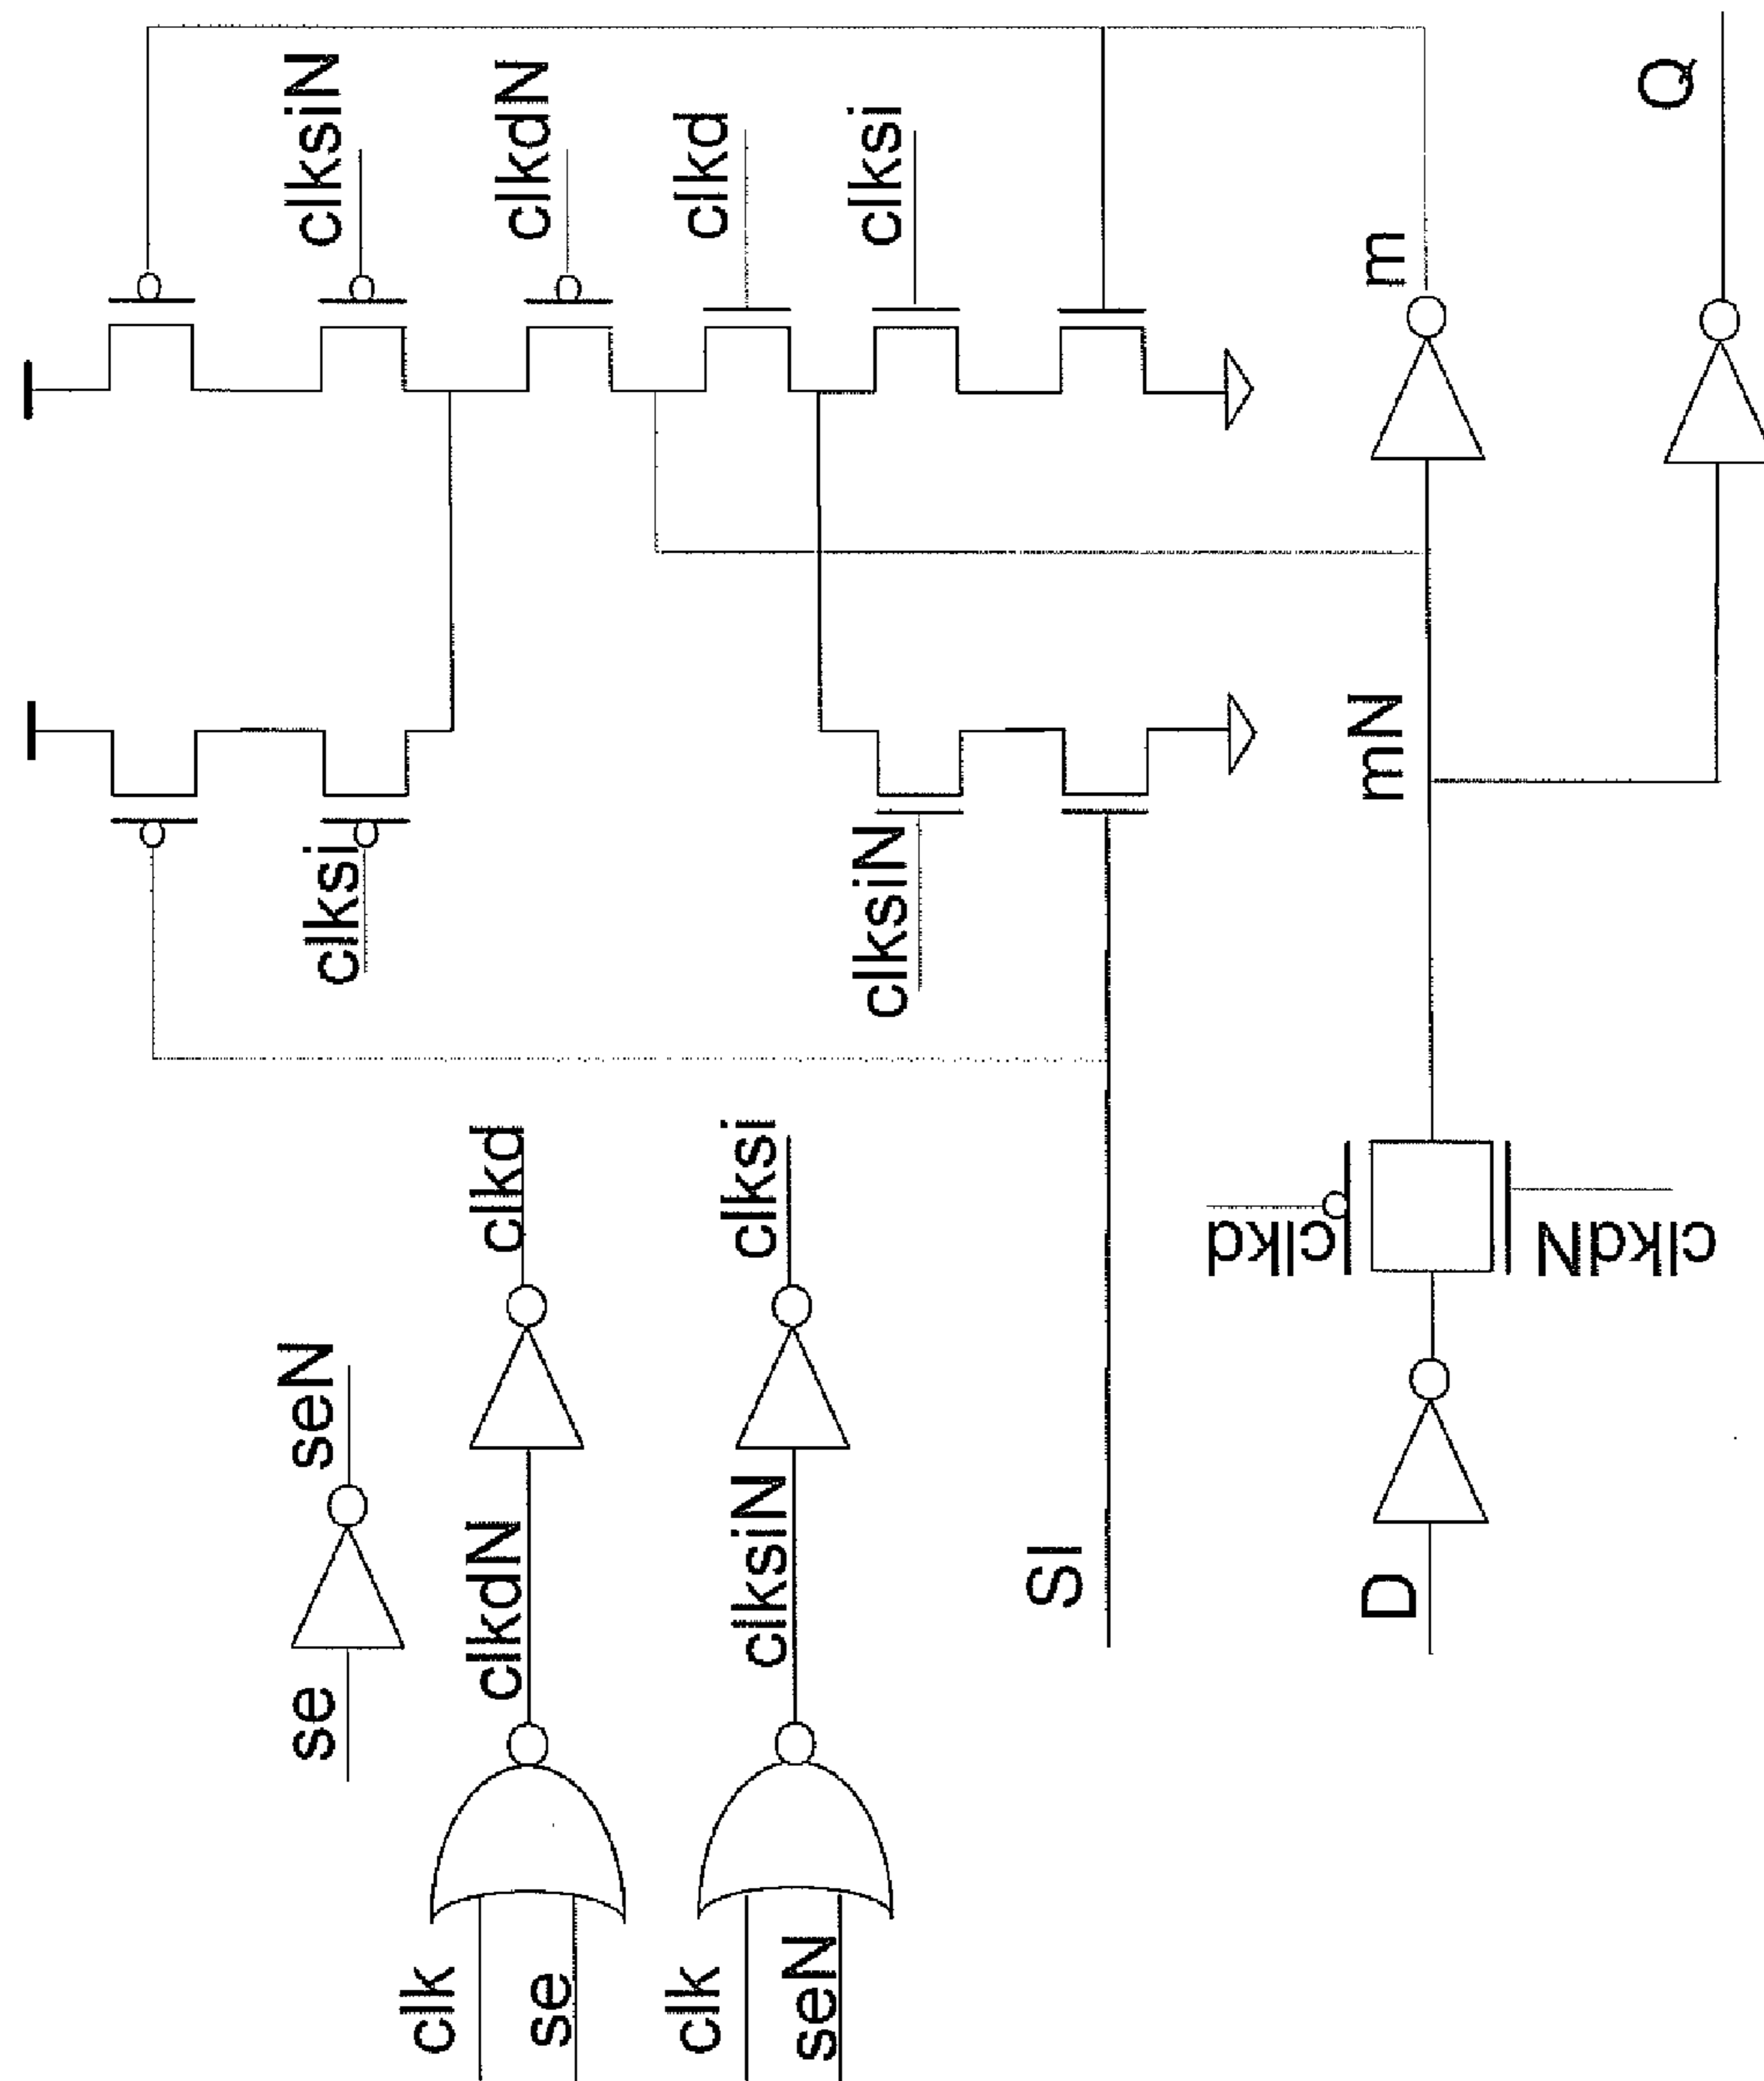 clksiN
clkdN
clkd
clksi
m
Q
clksi
clksiN
mN
seN
clkd
clksi
clkd
clkdN
se
clkdN
clksiN
SI
D
clk
se
clk
seN